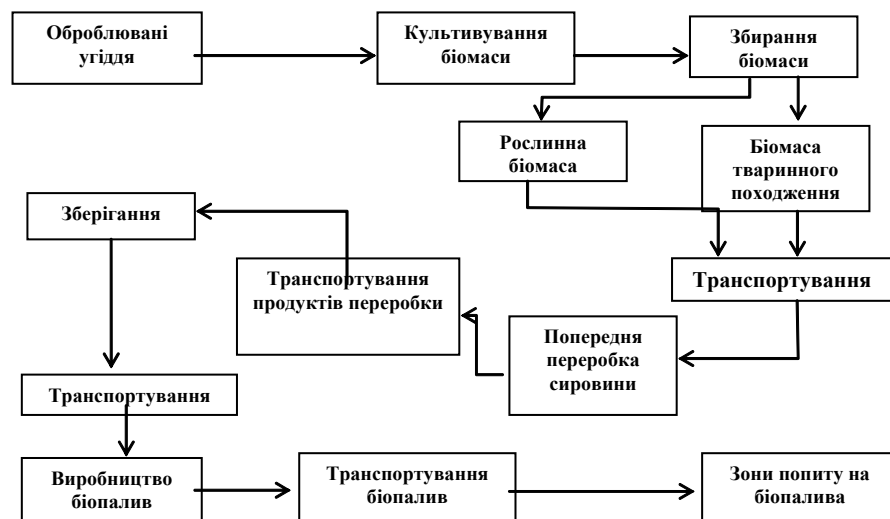 Оброблювані
угіддя
Культивування
біомаси
Збирання
біомаси
Рослинна
біомаса
Біомаса
тваринного
походження
Зберігання
Транспортування
продуктів переробки
Транспортування
Попередня
переробка
сировини
Транспортування
Виробництво
біопалив
Транспортування
біопалив
Зони попиту на
біопалива